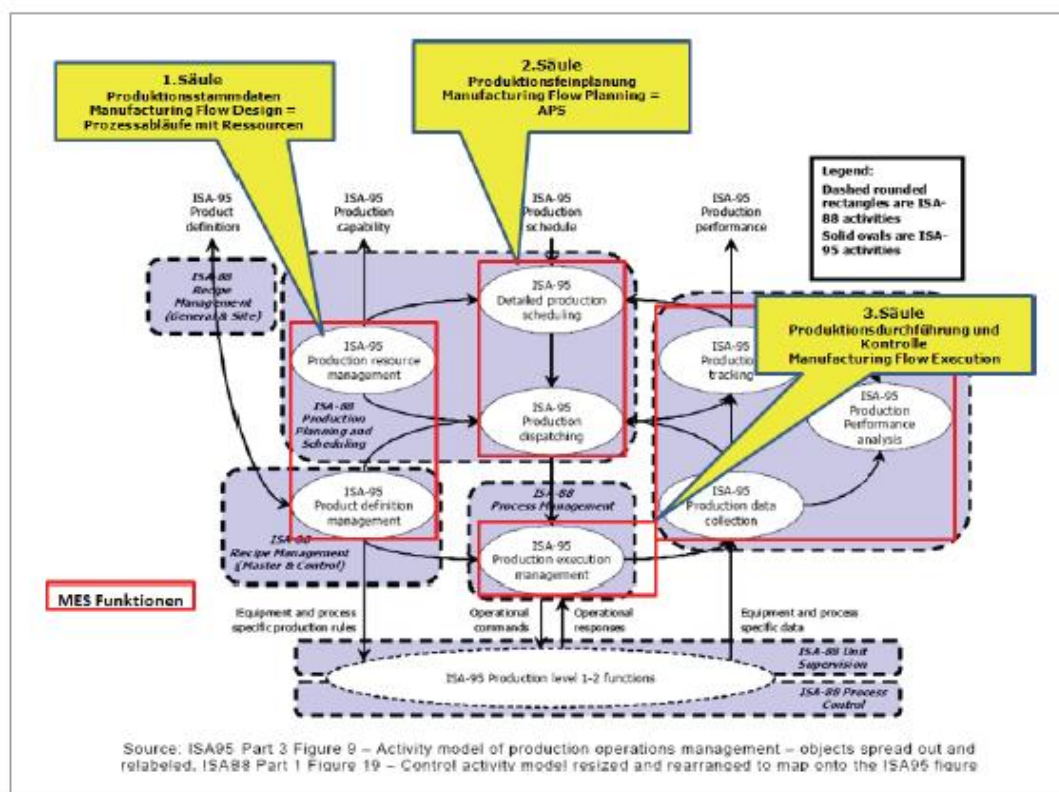 1.Säule
Produktionsstammdaten
Manufacturing Flow Design =
Prozessabläufe mit Ressourcen
2.Säule
Produktionsfeinplanung
Manufacturing Flow Planning =
APS
Legend:
Dashed rounded
rectangles are ISA-
88 activities
Solid ovals are ISA-
95 activities
ISA-95
Product
definition
ISA-95
Production
capability
ISA-95
Production
schedule
ISA-95
Production
performance
ISA-88
Recipe
Management
(General & Site)
ISA-95
Detailed production
scheduling
3.Säule
Produktionsdurchführung und
Kontrolle
Manufacturing Flow Execution
ISA-95
Production resource
management
ISA-95
Production
tracking
ISA-88
Production
Planning and
Scheduling
ISA-95
Production
dispatching
ISA-95
Production
Performance
analysis
ISA-95
Product definition
management
ISA-88
Process Management
ISA-95
Production data
collection
ISA-88
Recipe Management
(Master & Control)
ISA-95
Production execution
management
MES Funktionen
Equipment and process
specific production rules
Operational
commands
Operational
responses
Equipment and process
specific data
ISA-88 Unit
Supervision
ISA-95 Production level 1-2 functions
ISA-88 Process
Control
Source: ISA95 Part 3 Figure 9 – Activity model of production operations management – objects spread out and
relabeled. ISA88 Part 1 Figure 19 – Control activity model resized and rearranged to map onto the ISA95 figure